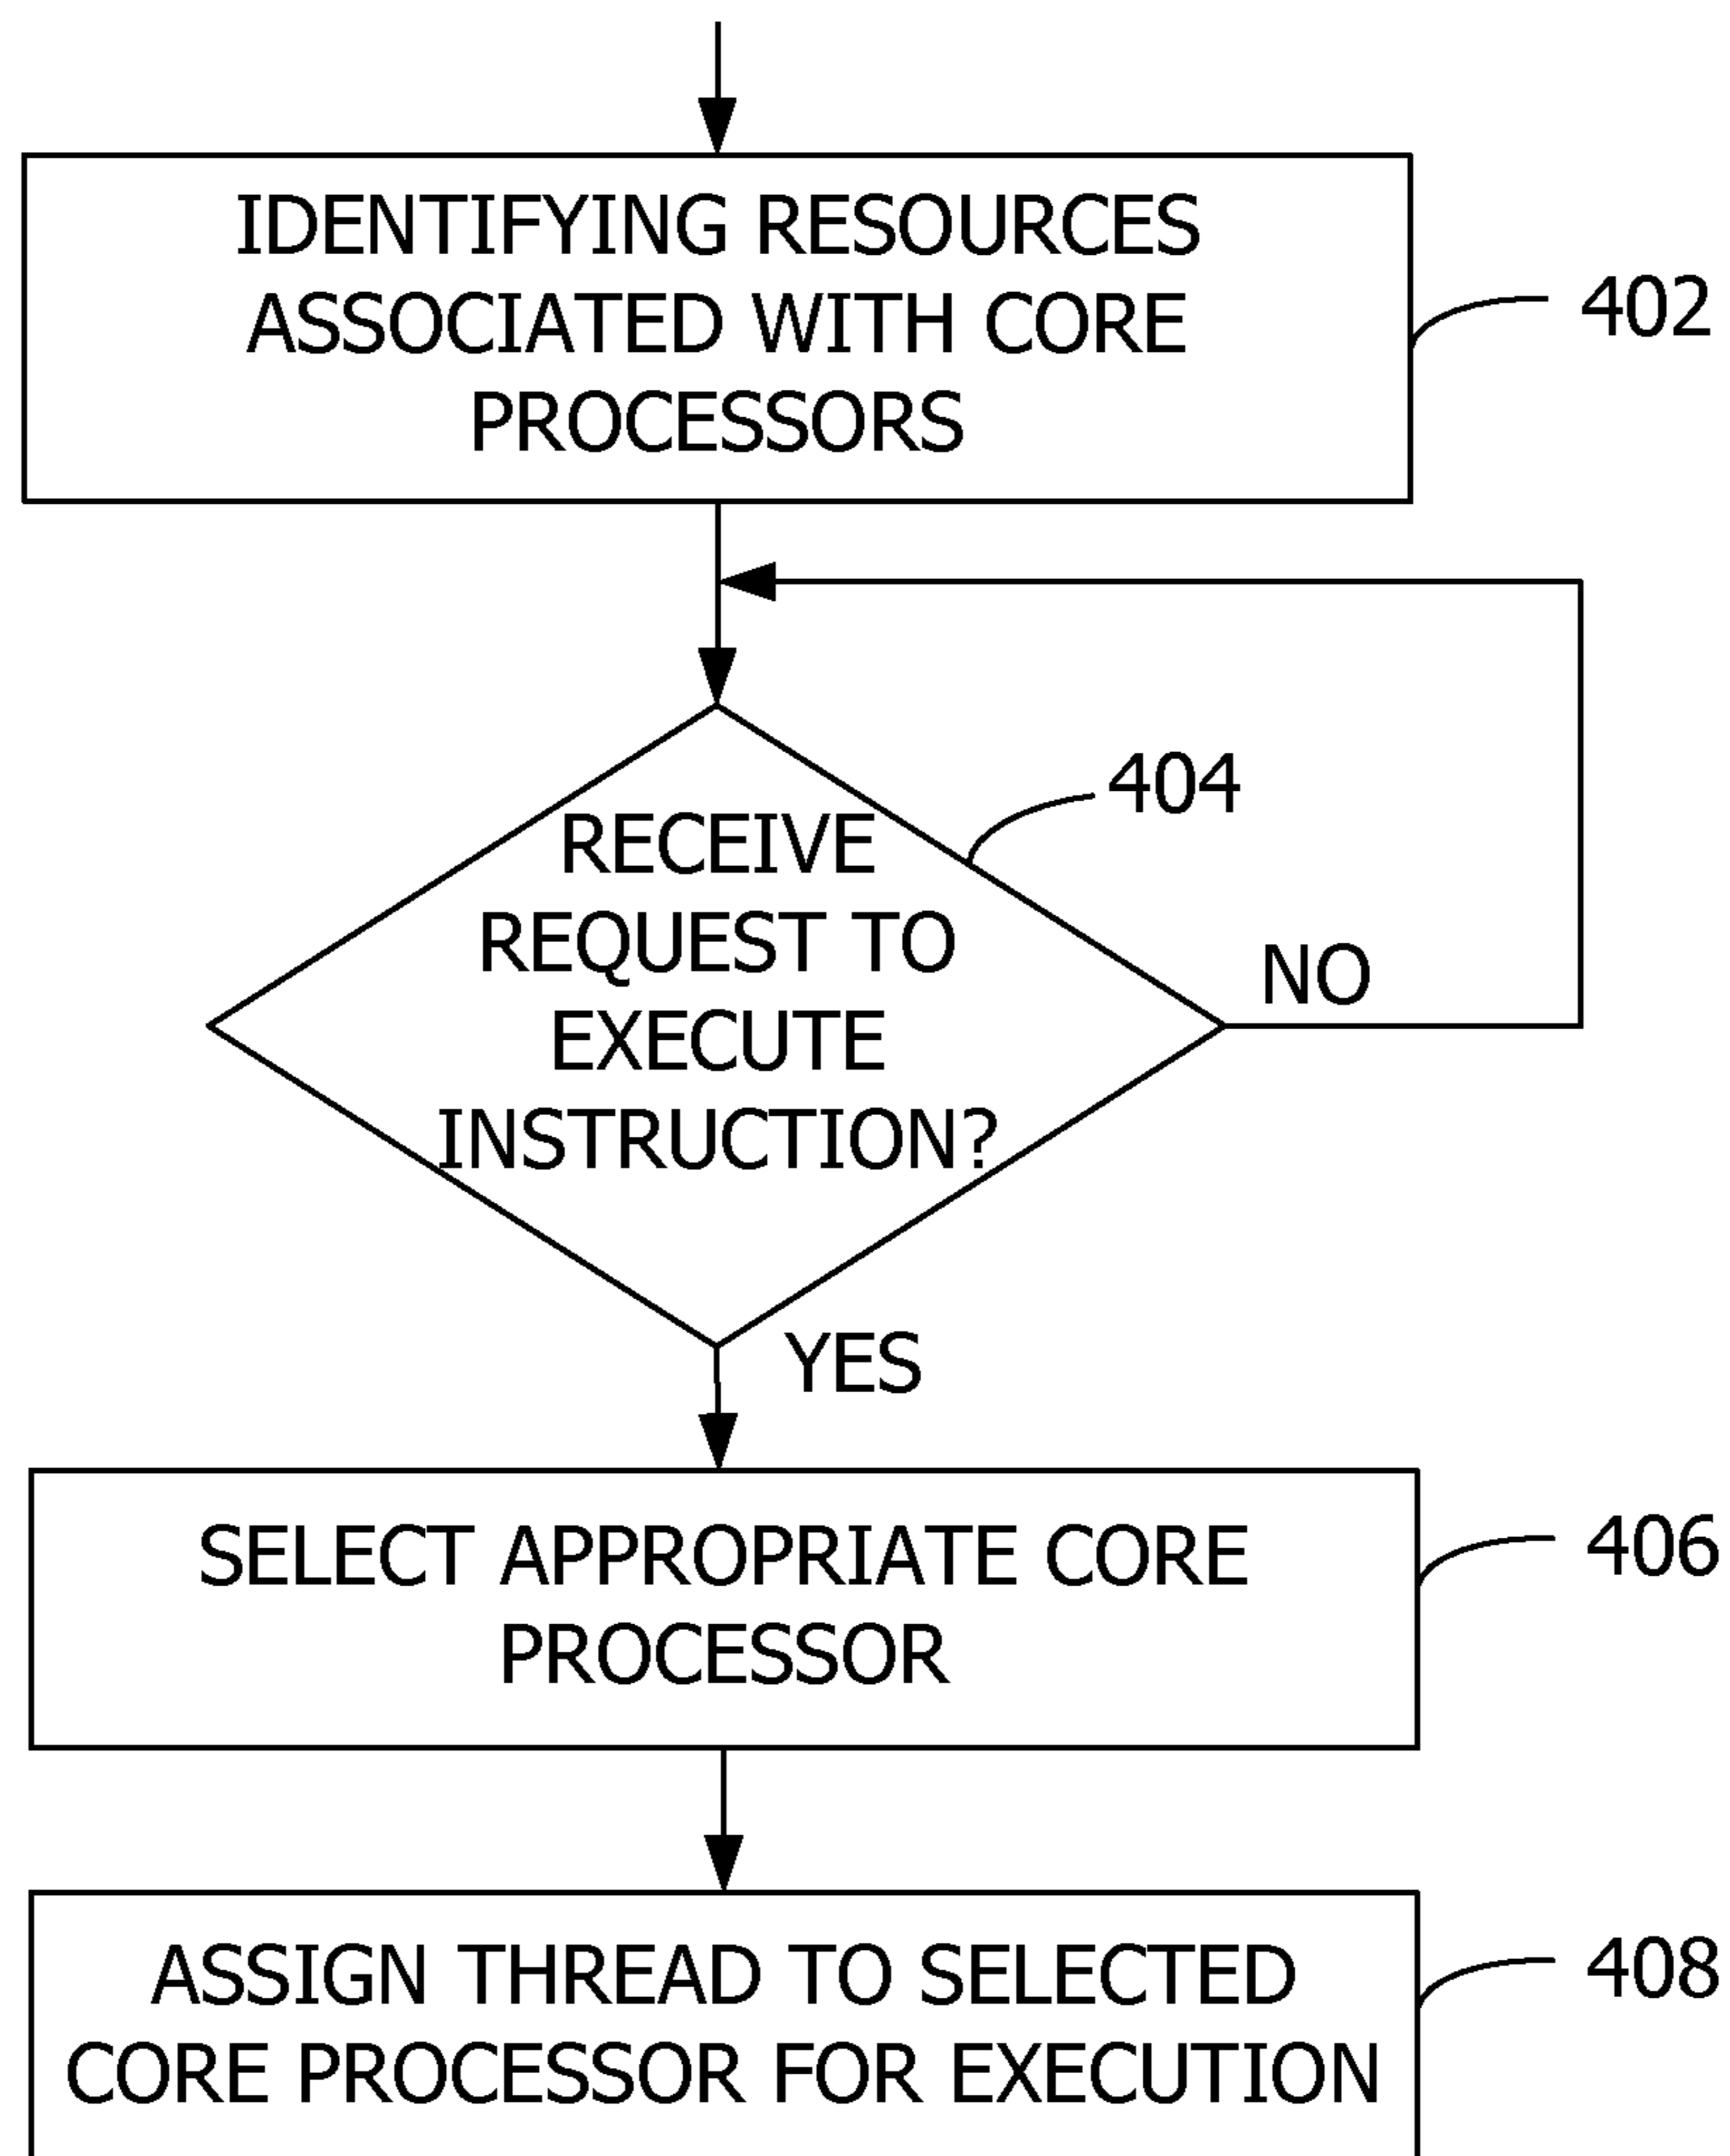 IDENTIFYING RESOURCES
ASSOCIATED WITH CORE
PROCESSORS
402
404
RECEIVE
REQUEST TO
EXECUTE
INSTRUCTION?
NO
YES
SELECT APPROPRIATE CORE
PROCESSOR
406
ASSIGN THREAD TO SELECTED
CORE PROCESSOR FOR EXECUTION
408